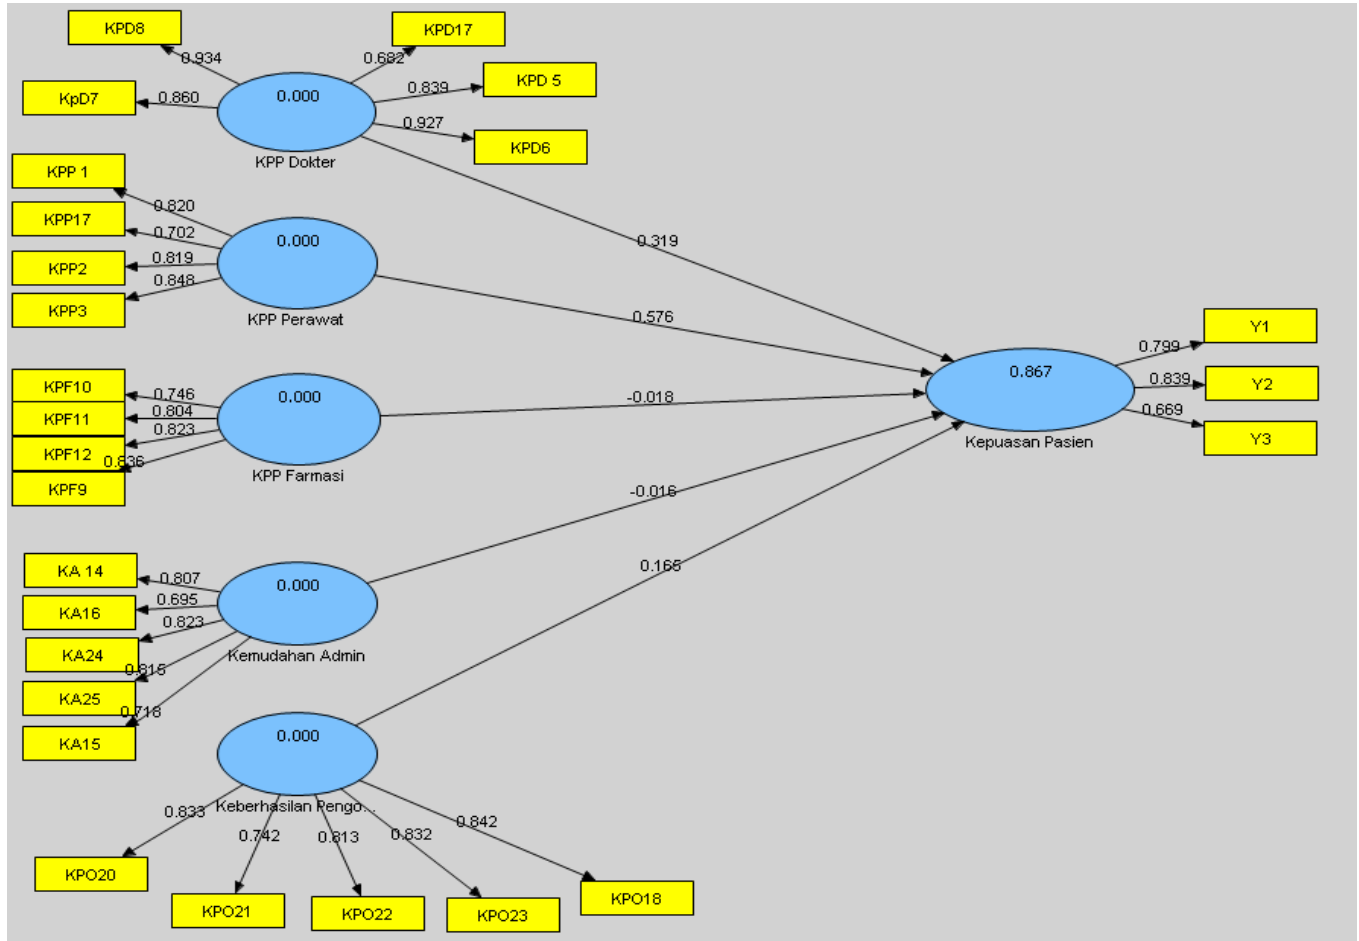 KPD8
KPD17
0.934
0.682
KpD7
0.860
0.000
0.839
KPD 5
0.927
KPD6
KPP Dokter
KPP 1
0.820
KPP17
0.702
0.000
KPP2
0.819
KPP3
0.848
KPP Perawat
0.319
0.576
KPF10
0.746
0.000
KPF11
0.804
KPF12
0.823
0.836
KPF9
KPP Farmasi
-0.018
0.867
Kepuasan Pasien
0.799
Y1
0.839
Y2
0.669
Y3
-0.016
KA 14
0.807
0.000
KA16
0.695
KA24
0.823
Kemudahan Admin
0.815
KA25
0.718
KA15
0.165
0.000
Keberhasilan Pengo...
0.833
0.742
0.813
0.832
0.842
KPO20
KPO21
KPO22
KPO23
KPO18